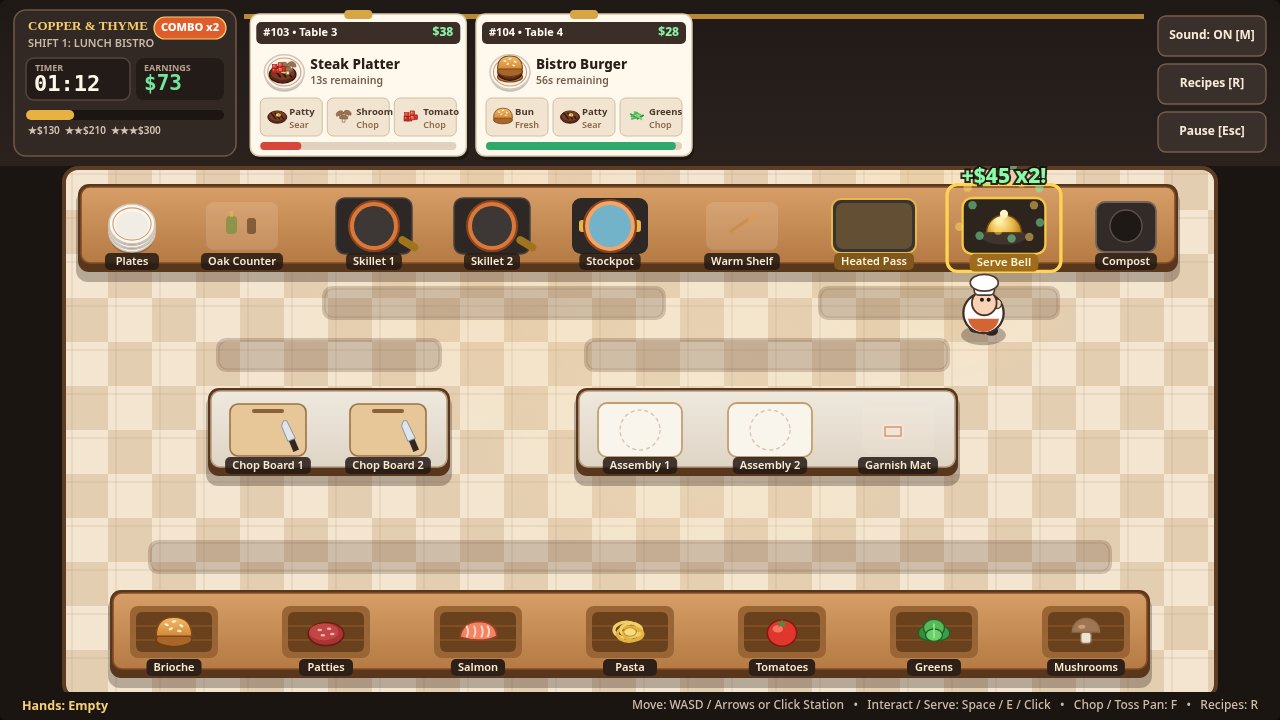 COPPER & THYME
COMBO x2
SHIFT 1: LUNCH BISTRO
TIMER
01:12
EARNINGS
$73
★$130 ★★$210 ★★★$300
#103 • Table 3
$38
Steak Platter
13s remaining
Patty
Sear
Shroom
Chop
Tomato
Chop
#104 • Table 4
$28
Bistro Burger
56s remaining
Bun
Fresh
Patty
Sear
Greens
Chop
Sound: ON [M]
Recipes [R]
Pause [Esc]
+$45 x2!
Plates
Oak Counter
Skillet 1
Skillet 2
Stockpot
Warm Shelf
Heated Pass
Serve Bell
Compost
Chop Board 1
Chop Board 2
Assembly 1
Assembly 2
Garnish Mat
Brioche
Patties
Salmon
Pasta
Tomatoes
Greens
Mushrooms
Hands: Empty
Move: WASD / Arrows or Click Station • Interact / Serve: Space / E / Click • Chop / Toss Pan: F • Recipes: R